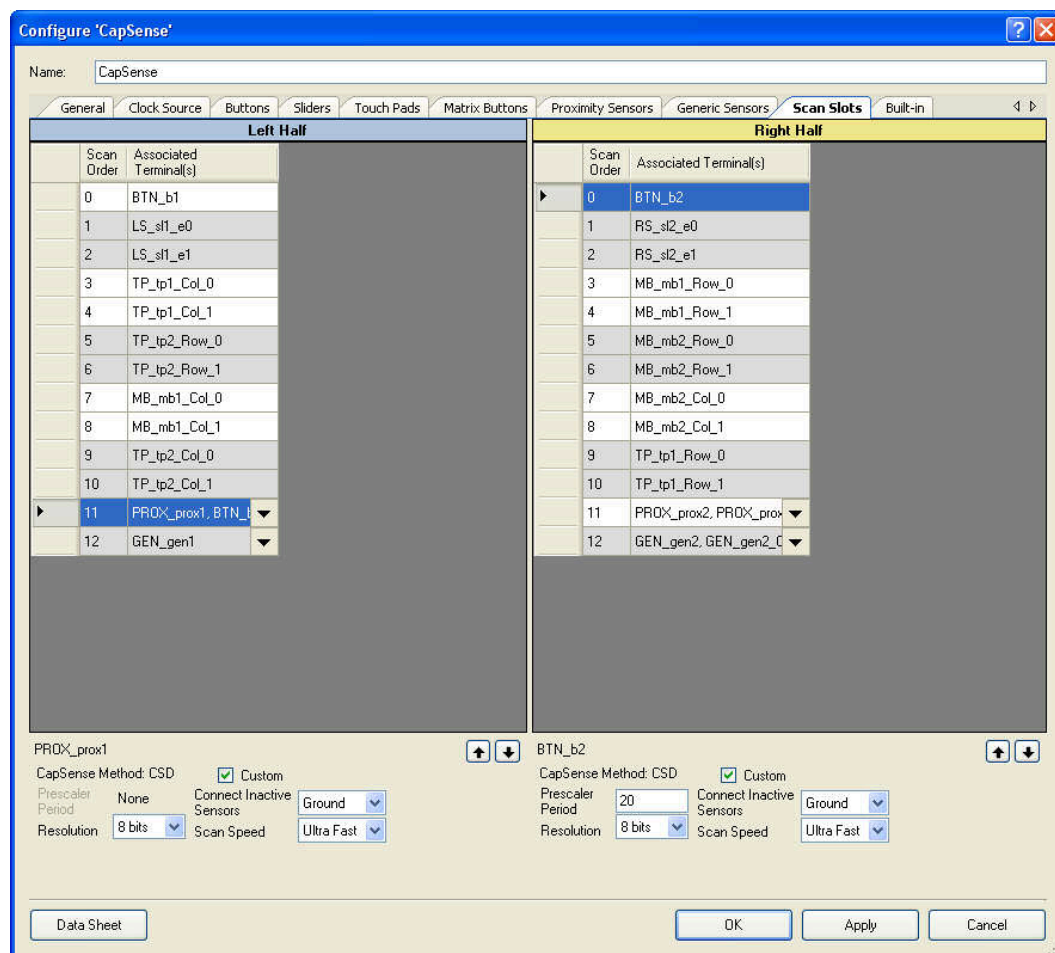 Configure 'CapSense'
Name: CapSense
General Clock Source Buttons Sliders Touch Pads Matrix Buttons Proximity Sensors Generic Sensors Scan Slots Built-in
Left Half
Scan Order Associated Terminal(s)
0 BTN_b1
1 LS_sl1_e0
2 LS_sl1_e1
3 TP_tp1_Col_0
4 TP_tp1_Col_1
5 TP_tp2_Row_0
6 TP_tp2_Row_1
7 MB_mb1_Col_0
8 MB_mb1_Col_1
9 TP_tp2_Col_0
10 TP_tp2_Col_1
11 PROX_prox1, BTN_b
12 GEN_gen1
PROX_prox1
CapSense Method: CSD Custom
Prescaler Period None Connect Inactive Sensors Ground
Resolution 8 bits Scan Speed Ultra Fast
Right Half
Scan Order Associated Terminal(s)
0 BTN_b2
1 RS_sl2_e0
2 RS_sl2_e1
3 MB_mb1_Row_0
4 MB_mb1_Row_1
5 MB_mb2_Row_0
6 MB_mb2_Row_1
7 MB_mb2_Col_0
8 MB_mb2_Col_1
9 TP_tp1_Row_0
10 TP_tp1_Row_1
11 PROX_prox2, PROX_prox
12 GEN_gen2, GEN_gen2_0
BTN_b2
CapSense Method: CSD Custom
Prescaler Period 20 Connect Inactive Sensors Ground
Resolution 8 bits Scan Speed Ultra Fast
Data Sheet OK Apply Cancel